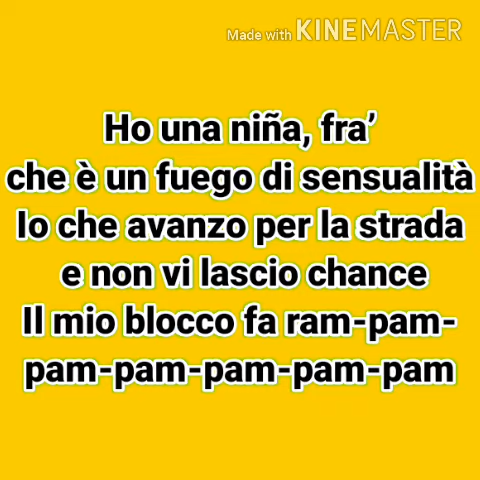 Made with KINEMASTER
Ho una niña, fra’
che è un fuego di sensualità
Io che avanzo per la strada
e non vi lascio chance
Il mio blocco fa ram-pam-
pam-pam-pam-pam-pam